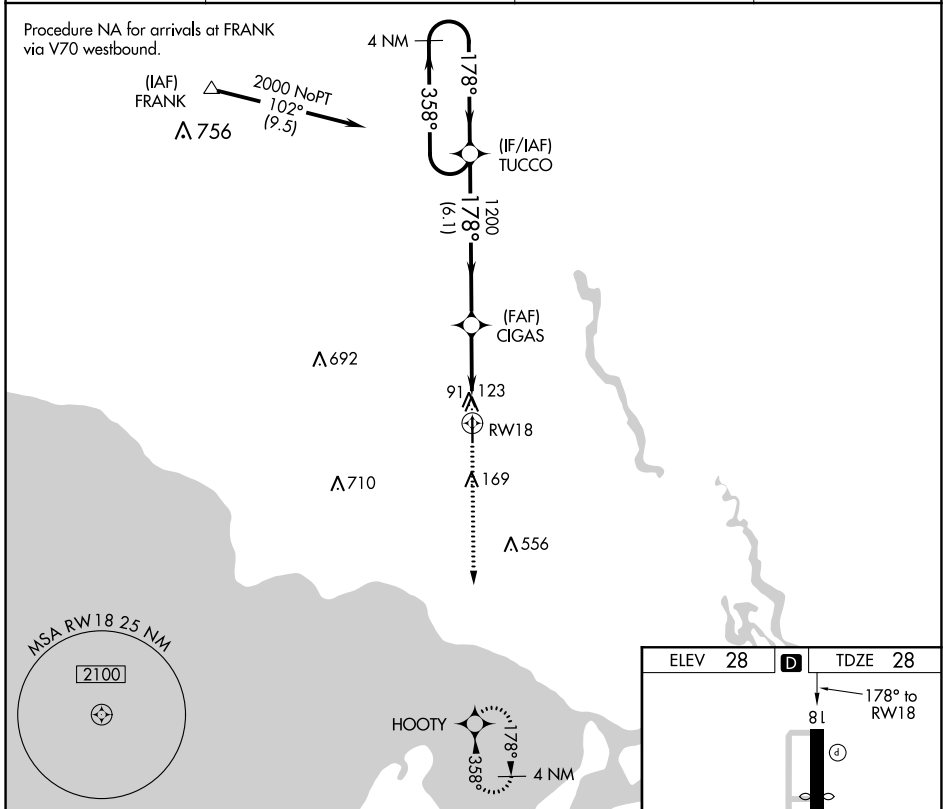 Procedure NA for arrivals at FRANK
via V70 westbound.
4 NM
178°
358°
(IAF)
FRANK
2000 NoPT
102°
(9.5)
756
(IF/IAF)
TUCCO
1200
178°
(6.1)
(FAF)
CIGAS
692
91
123
RW18
710
169
556
MSA RW18 25 NM
2100
HOOTY
178°
358°
4 NM
ELEV 28
D
TDZE 28
178° to
RW18
18
P